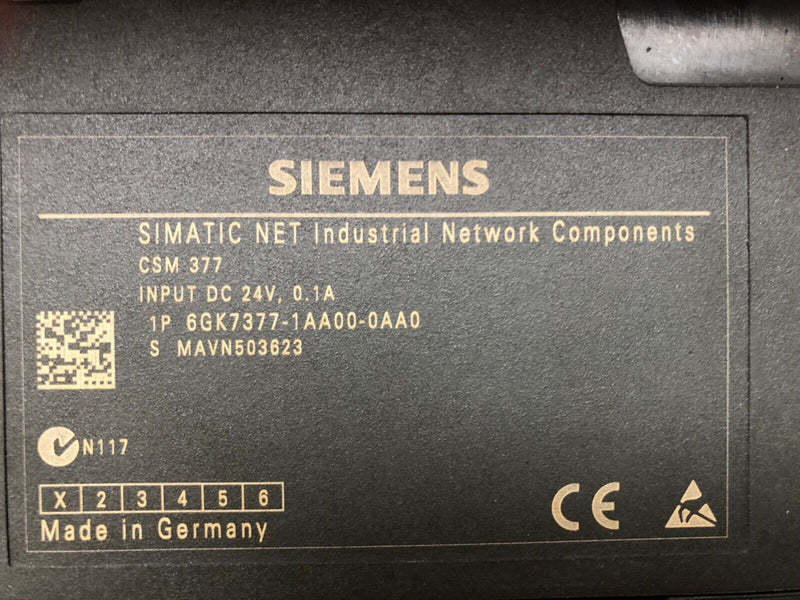 SIEMENS
SIMATIC NET Industrial Network Components
CSM 377
INPUT DC 24V, 0.1A
1P 6GK7377-1AA00-0AA0
S MAVN503623
N117
X 2 3 4 5 6
Made in Germany
CE